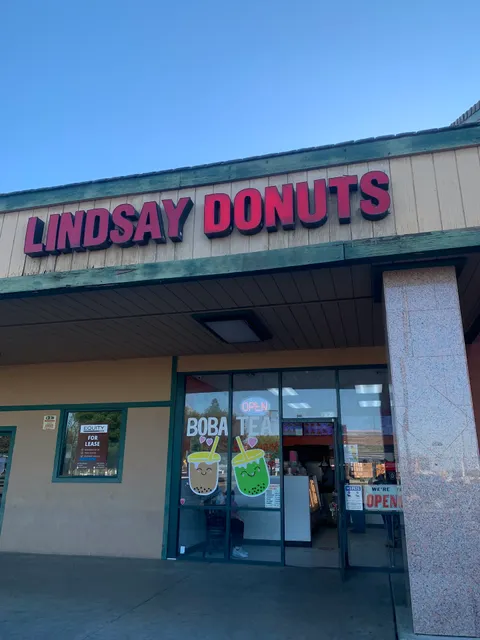 LINDSAY DONUTS
OPEN
BOBA TEA
EQUITY
FOR
LEASE
WE'RE
OPEN